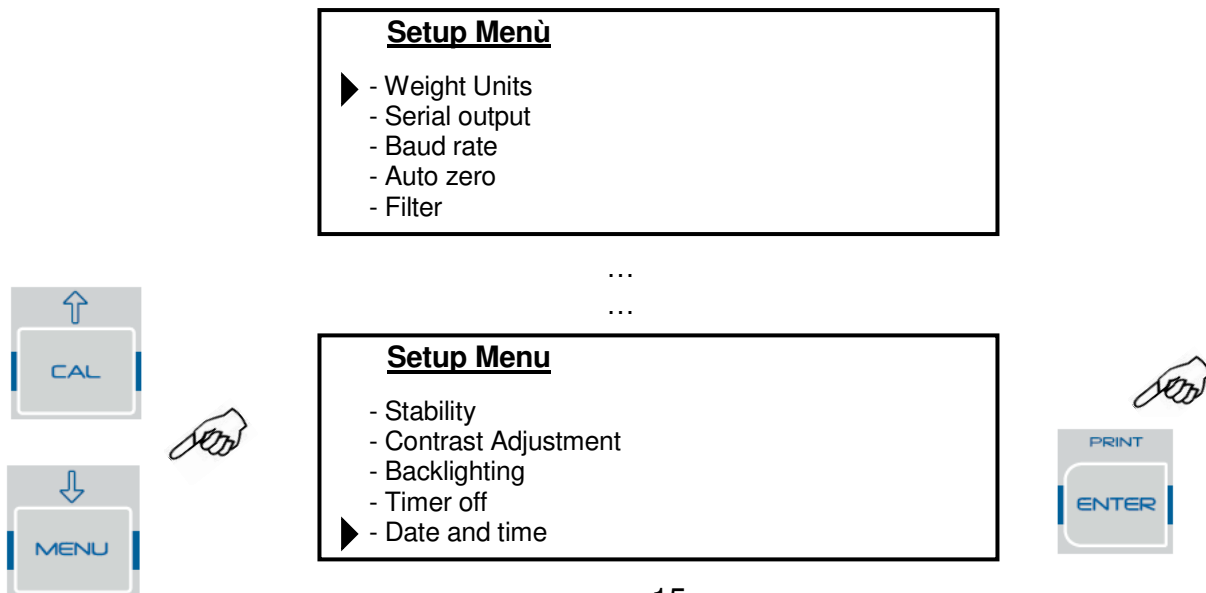 Setup Menù
- Weight Units
- Serial output
- Baud rate
- Auto zero
- Filter
…
…
CAL
MENU
Setup Menu
- Stability
- Contrast Adjustment
- Backlighting
- Timer off
- Date and time
PRINT
ENTER